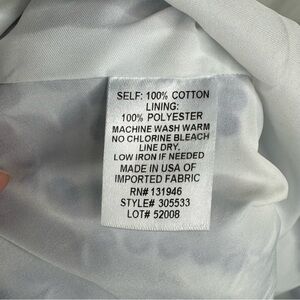 SELF: 100% COTTON
LINING:
100% POLYESTER
MACHINE WASH WARM
NO CHLORINE BLEACH
LINE DRY.
LOW IRON IF NEEDED
MADE IN USA OF
IMPORTED FABRIC
RN# 131946
STYLE# 305533
LOT# 52008